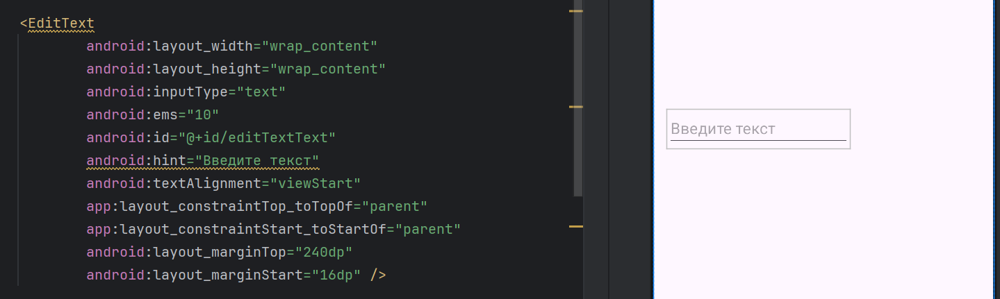 <EditText
android:layout_width="wrap_content"
android:layout_height="wrap_content"
android:inputType="text"
android:ems="10"
android:id="@+id/editTextText"
android:hint="Введите текст"
android:textAlignment="viewStart"
app:layout_constraintTop_toTopOf="parent"
app:layout_constraintStart_toStartOf="parent"
android:layout_marginTop="240dp"
android:layout_marginStart="16dp" />
Введите текст